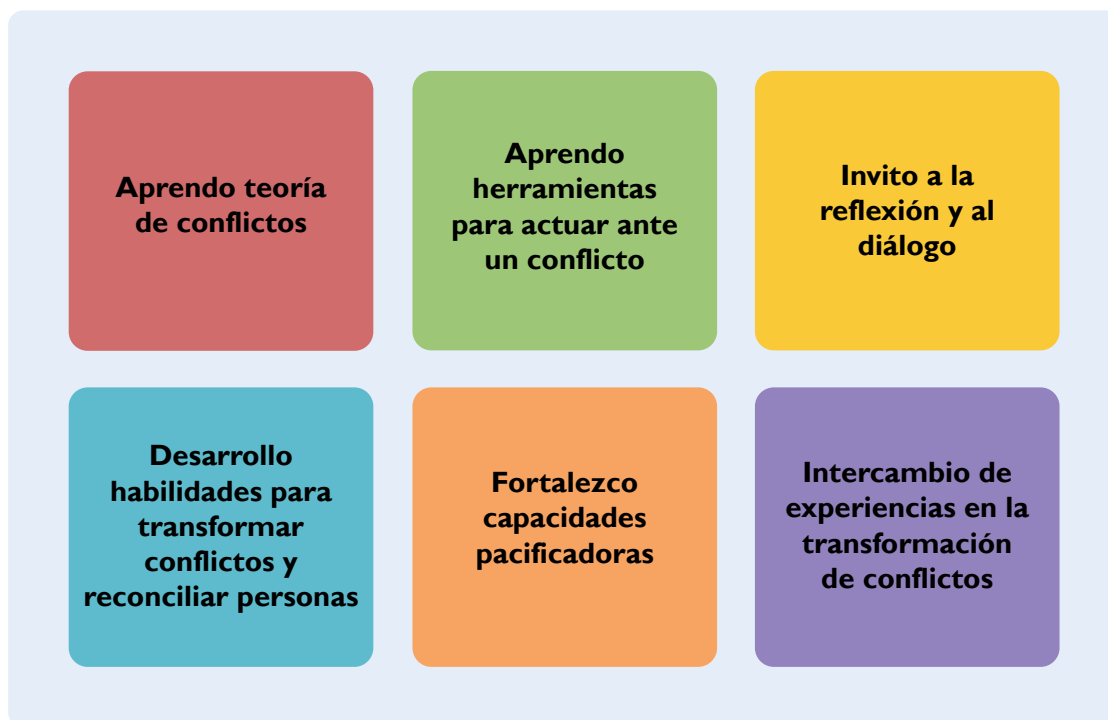 Aprendo teoría
de conflictos
Aprendo
herramientas
para actuar ante
un conflicto
Invito a la
reflexión y al
diálogo
Desarrollo
habilidades para
transformar
conflictos y
reconciliar personas
Fortalezco
capacidades
pacificadoras
Intercambio de
experiencias en la
transformación
de conflictos